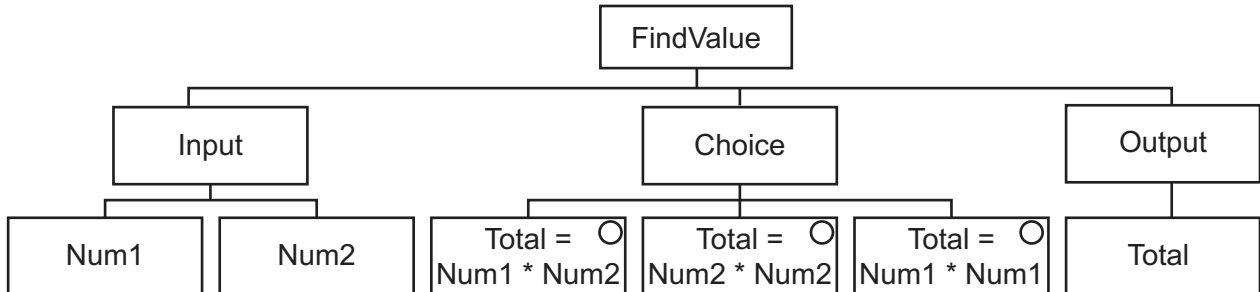 FindValue
Input
Choice
Output
Num1
Num2
Total =
Num1 * Num2
Total =
Num2 * Num2
Total =
Num1 * Num1
Total